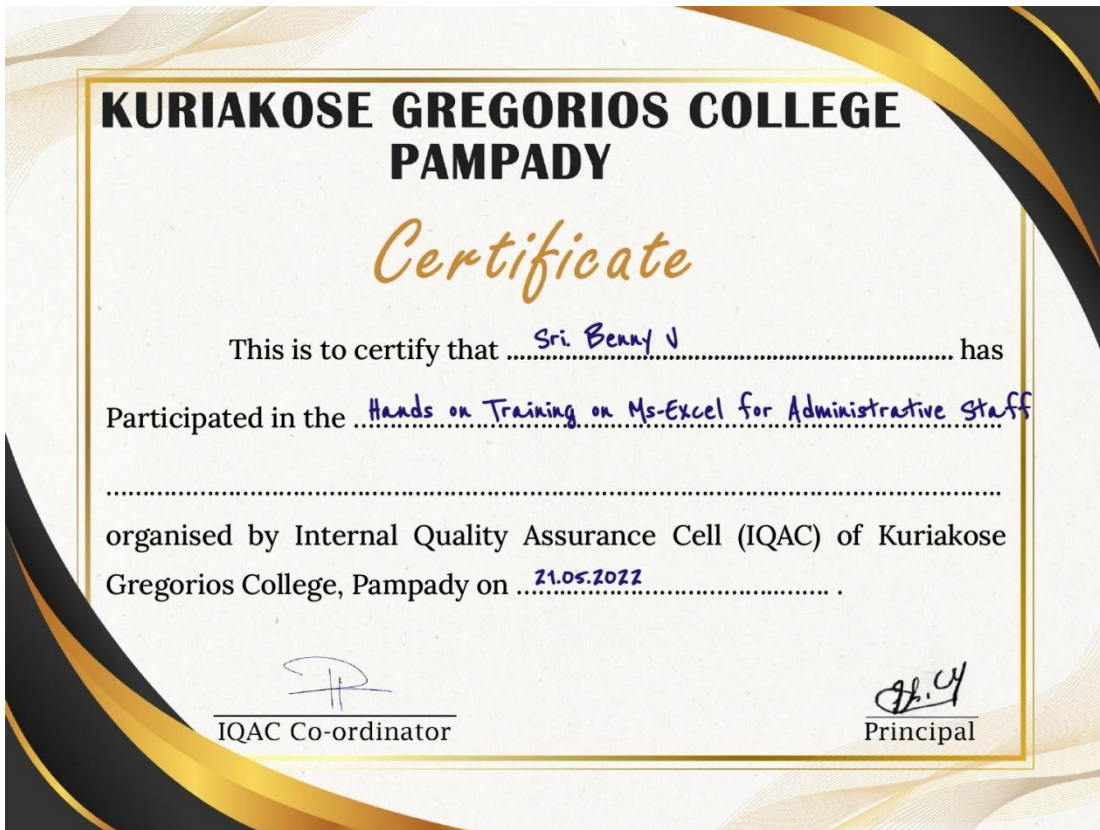 KURIAKOSE GREGORIOS COLLEGE
PAMPADY
Certificate
This is to certify that ..... Sri. Benny V ..... has
Participated in the ..... Hands on Training on Ms-Excel for Administrative Staff
organised by Internal Quality Assurance Cell (IQAC) of Kuriakose
Gregorios College, Pampady on ..... 21.05.2022 ..... .
IQAC Co-ordinator
Principal